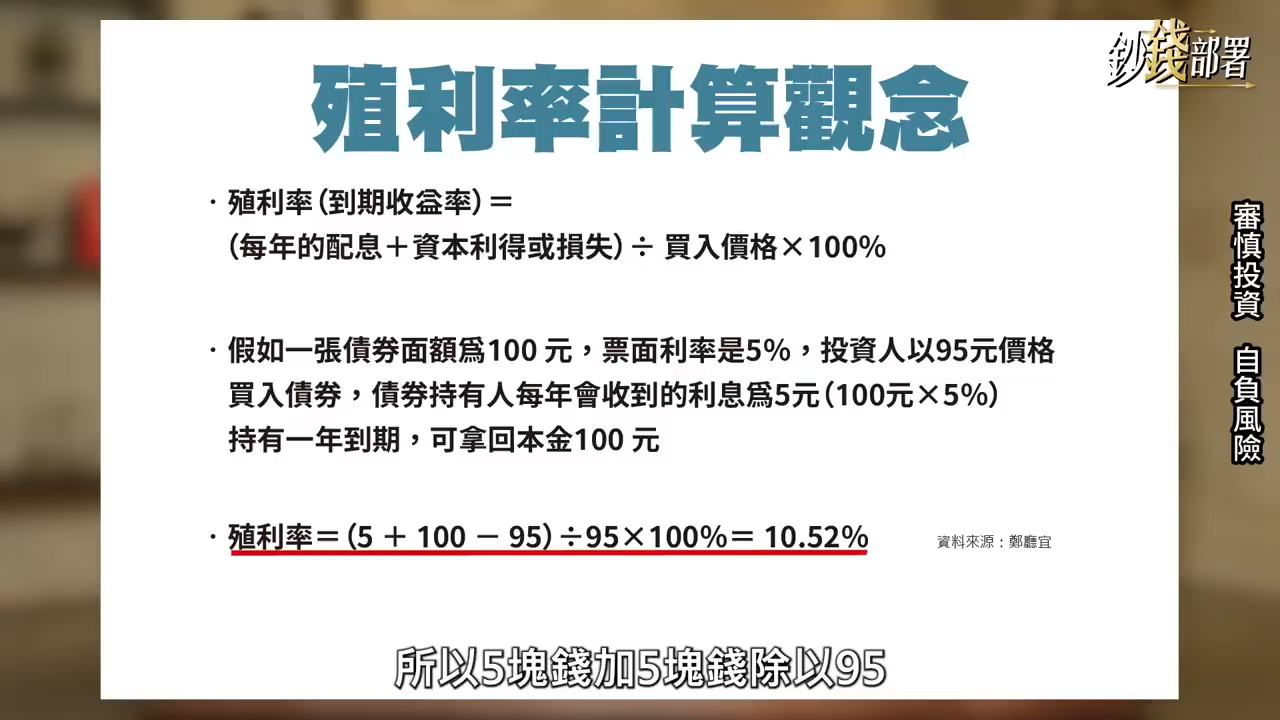 鈔錢部署
殖利率計算觀念
· 殖利率(到期收益率)＝
(每年的配息＋資本利得或損失)÷ 買入價格×100%
· 假如一張債券面額爲100 元，票面利率是5%，投資人以95元價格
買入債券，債券持有人每年會收到的利息爲5元(100元×5%)
持有一年到期，可拿回本金100 元
· 殖利率＝(5 ＋ 100 － 95)÷95×100%＝ 10.52%
資料來源：鄭廳宜
審慎投資 自負風險
所以5塊錢加5塊錢除以95